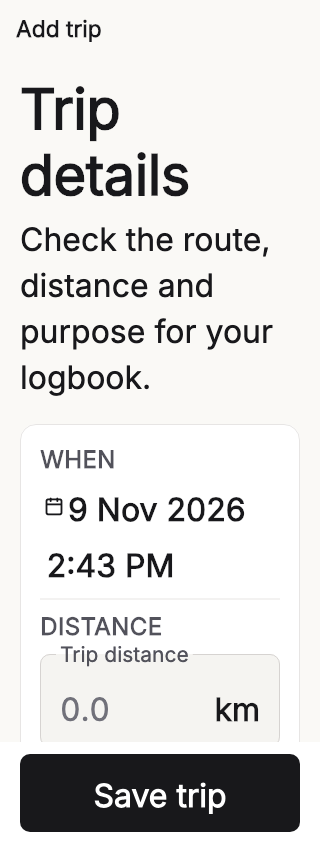 Add trip
Trip
details
Check the route,
distance and
purpose for your
logbook.
WHEN
9 Nov 2026
2:43 PM
DISTANCE
Trip distance
0.0 km
Save trip